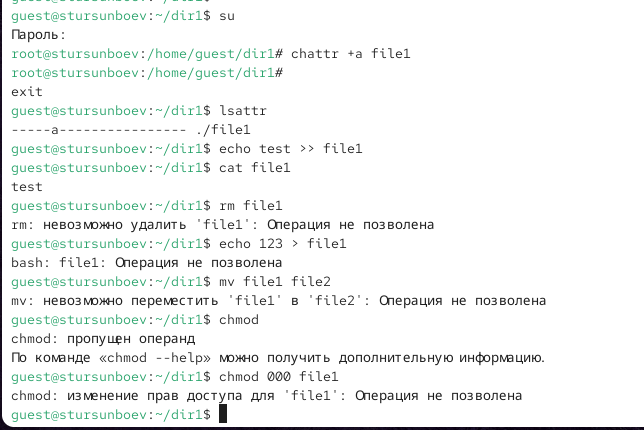 guest@stursunboev:~/dir1$ su
Пароль:
root@stursunboev:/home/guest/dir1# chattr +a file1
root@stursunboev:/home/guest/dir1#
exit
guest@stursunboev:~/dir1$ lsattr
-----a---------------- ./file1
guest@stursunboev:~/dir1$ echo test >> file1
guest@stursunboev:~/dir1$ cat file1
test
guest@stursunboev:~/dir1$ rm file1
rm: невозможно удалить 'file1': Операция не позволена
guest@stursunboev:~/dir1$ echo 123 > file1
bash: file1: Операция не позволена
guest@stursunboev:~/dir1$ mv file1 file2
mv: невозможно переместить 'file1' в 'file2': Операция не позволена
guest@stursunboev:~/dir1$ chmod
chmod: пропущен операнд
По команде «chmod --help» можно получить дополнительную информацию.
guest@stursunboev:~/dir1$ chmod 000 file1
chmod: изменение прав доступа для 'file1': Операция не позволена
guest@stursunboev:~/dir1$